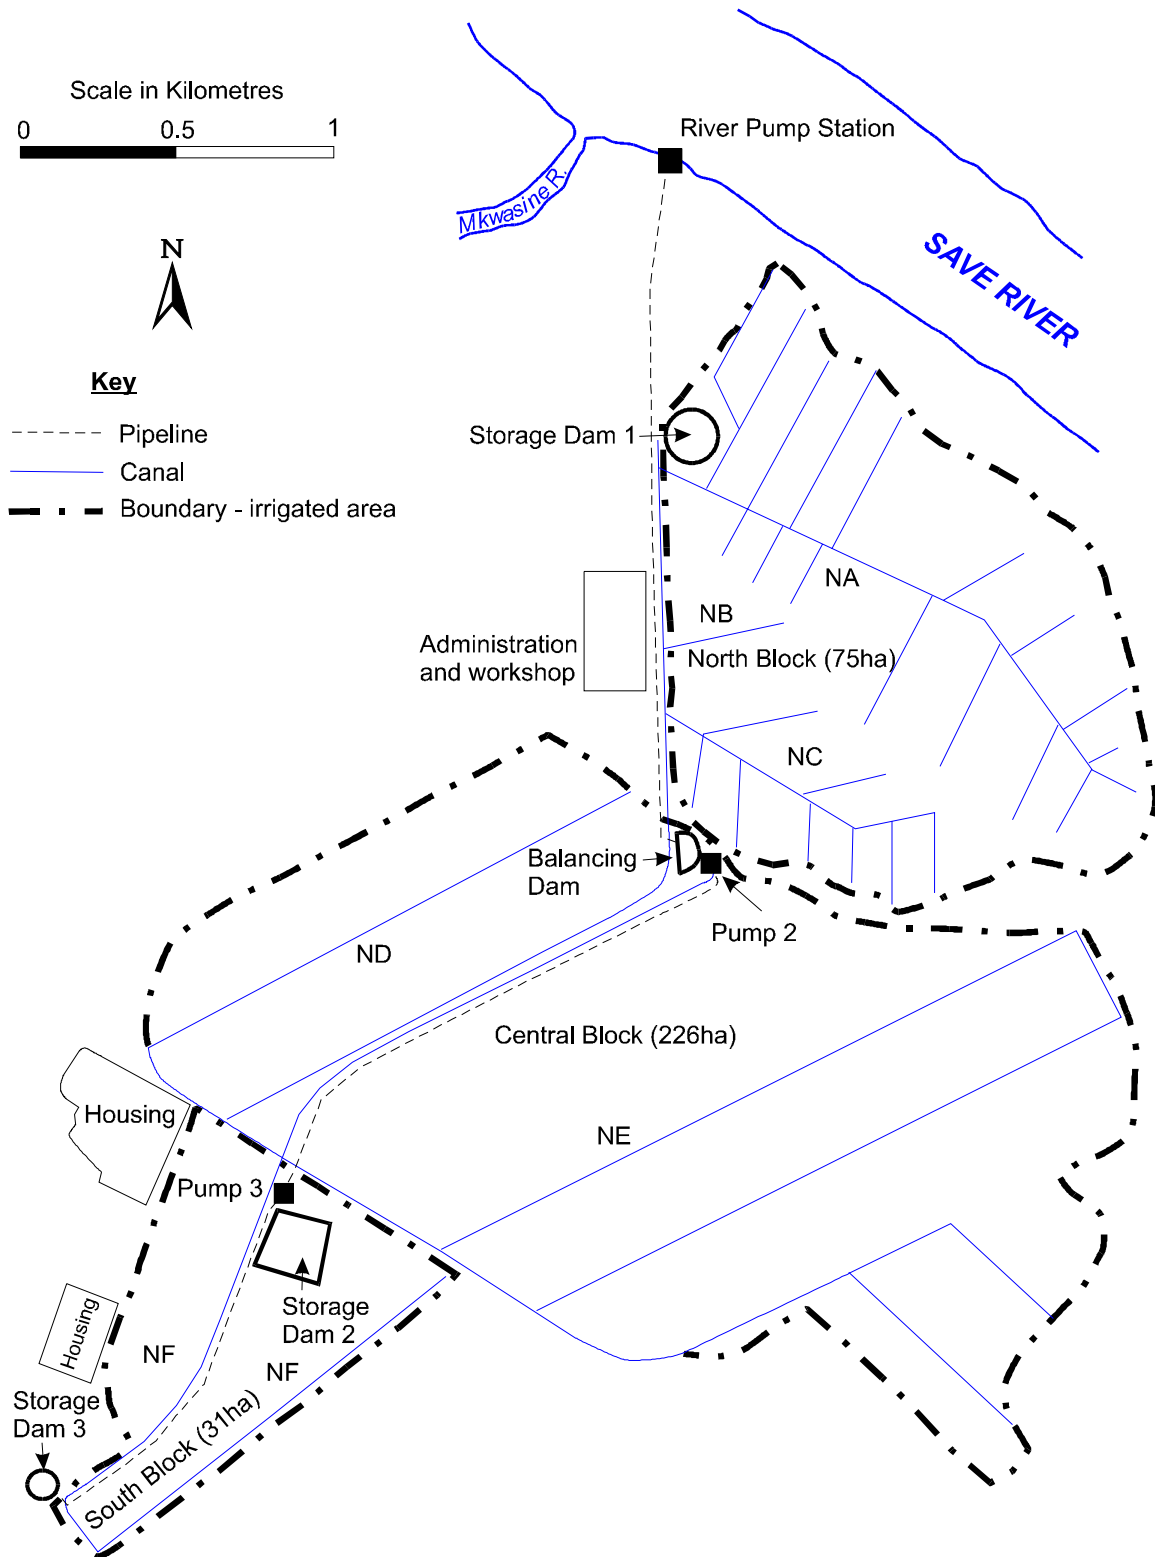 Scale in Kilometres
0 0.5 1
River Pump Station
Mkwasine R.
SAVE RIVER
N
Key
Pipeline
Canal
Boundary - irrigated area
Storage Dam 1
NA
NB
Administration
and workshop
North Block (75ha)
NC
Balancing
Dam
Pump 2
ND
Central Block (226ha)
Housing
NE
Pump 3
Storage
Dam 2
Housing
NF
NF
Storage
Dam 3
South Block (31ha)